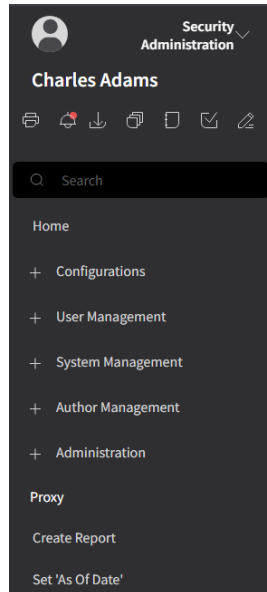 Security
Administration
Charles Adams
Search
Home
Configurations
User Management
System Management
Author Management
Administration
Proxy
Create Report
Set 'As Of Date'